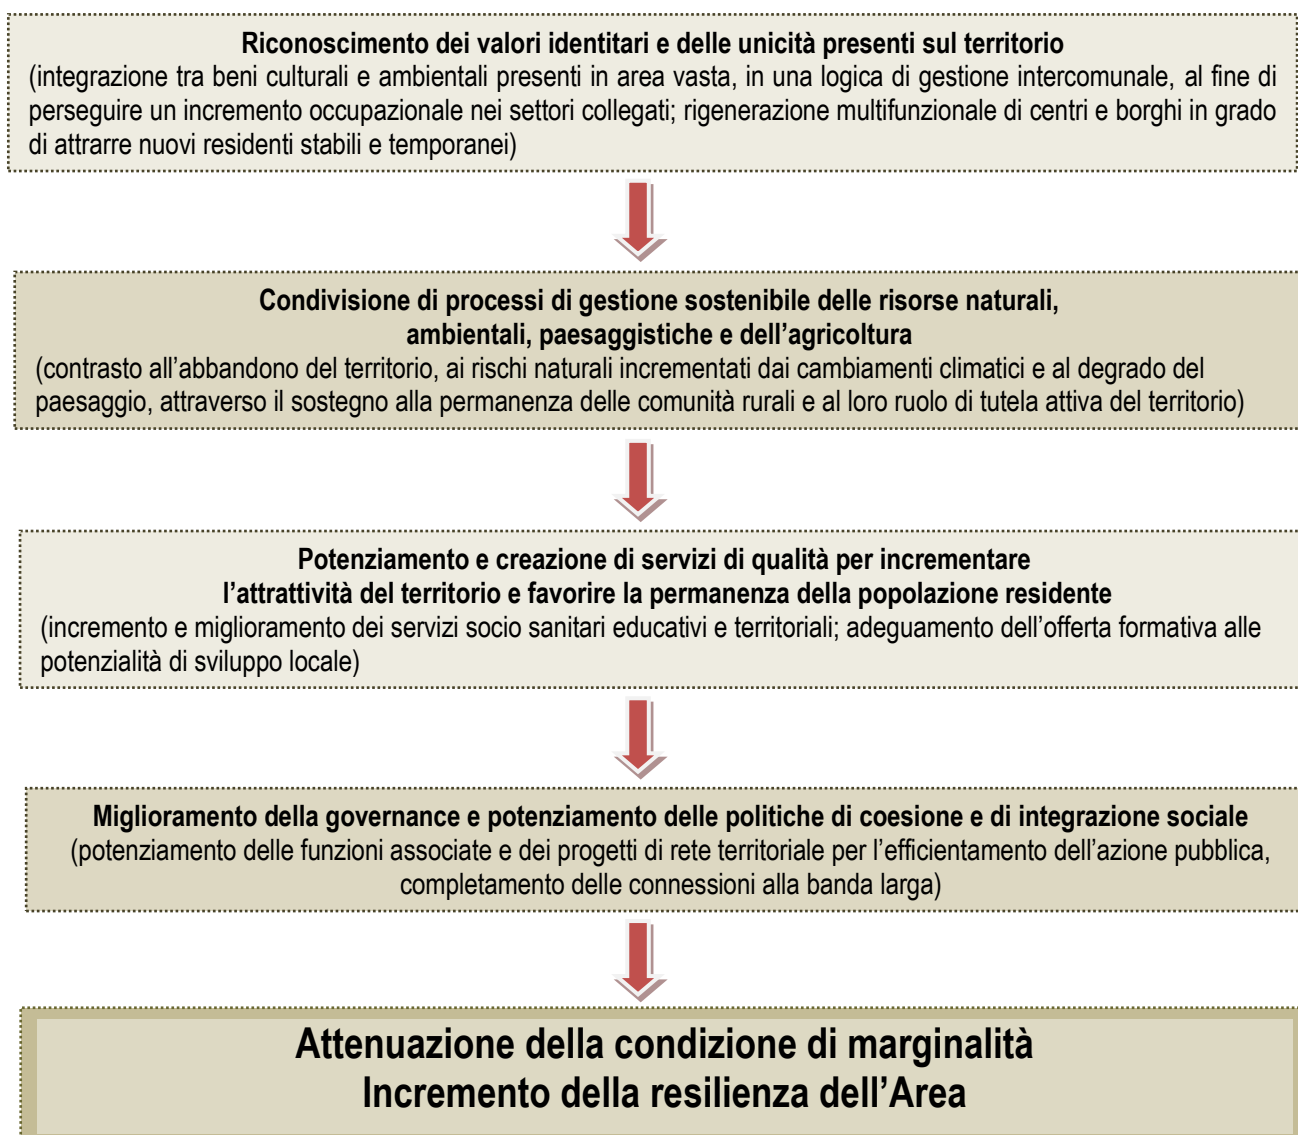 Riconoscimento dei valori identitari e delle unicità presenti sul territorio
(integrazione tra beni culturali e ambientali presenti in area vasta, in una logica di gestione intercomunale, al fine di
perseguire un incremento occupazionale nei settori collegati; rigenerazione multifunzionale di centri e borghi in grado
di attrarre nuovi residenti stabili e temporanei)
Condivisione di processi di gestione sostenibile delle risorse naturali,
ambientali, paesaggistiche e dell’agricoltura
(contrasto all’abbandono del territorio, ai rischi naturali incrementati dai cambiamenti climatici e al degrado del
paesaggio, attraverso il sostegno alla permanenza delle comunità rurali e al loro ruolo di tutela attiva del territorio)
Potenziamento e creazione di servizi di qualità per incrementare
l’attrattività del territorio e favorire la permanenza della popolazione residente
(incremento e miglioramento dei servizi socio sanitari educativi e territoriali; adeguamento dell’offerta formativa alle
potenzialità di sviluppo locale)
Miglioramento della governance e potenziamento delle politiche di coesione e di integrazione sociale
(potenziamento delle funzioni associate e dei progetti di rete territoriale per l’efficientamento dell’azione pubblica,
completamento delle connessioni alla banda larga)
Attenuazione della condizione di marginalità
Incremento della resilienza dell’Area